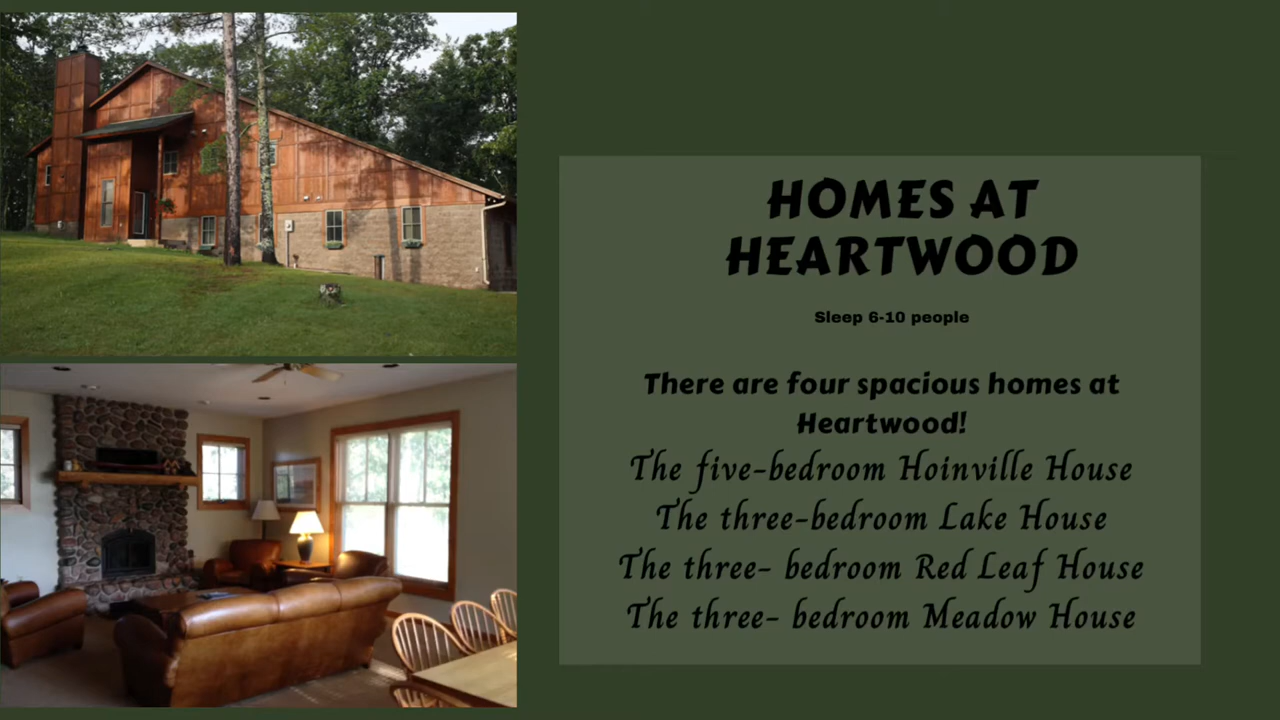 HOMES AT
HEARTWOOD
Sleep 6-10 people
There are four spacious homes at
Heartwood!
The five-bedroom Hoinville House
The three-bedroom Lake House
The three- bedroom Red Leaf House
The three- bedroom Meadow House